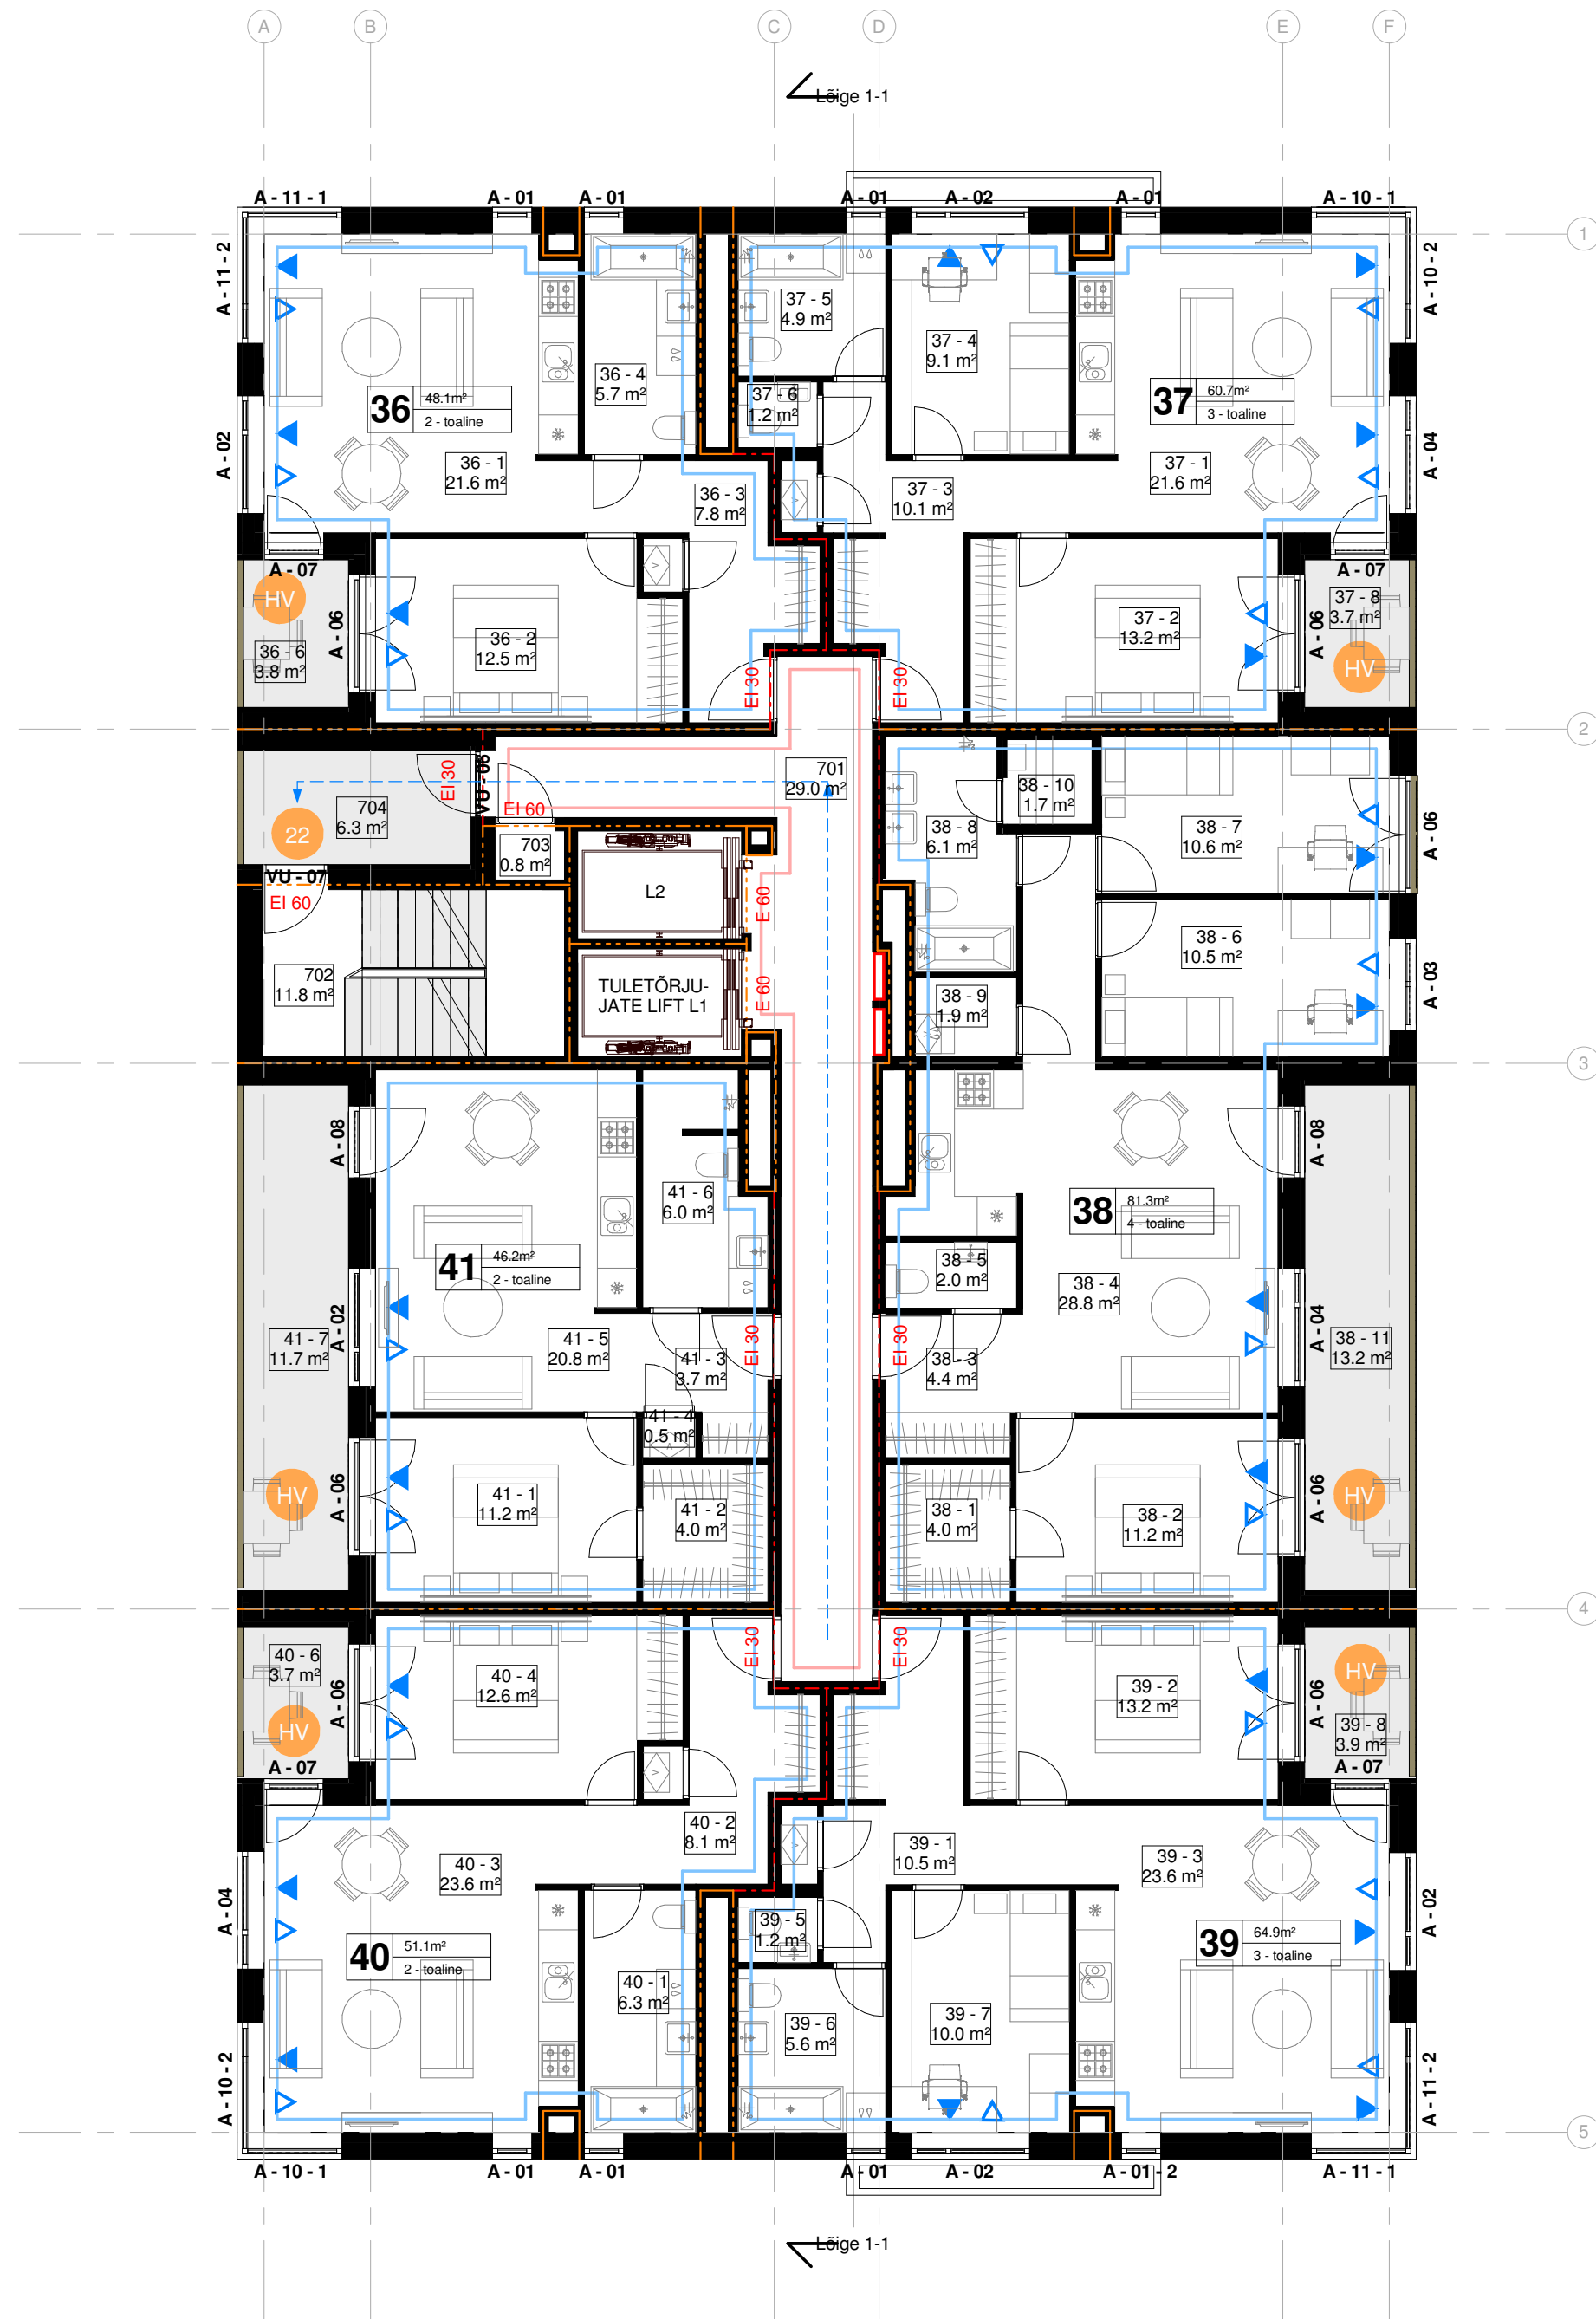 A
B
C
D
E
F
Lõige 1-1
A - 11 - 1
A - 01
A - 01
A - 01
A - 02
A - 01
A - 10 - 1
1
A - 11 - 2
A - 10 - 2
37 - 5
4.9 m²
37 - 4
9.1 m²
36 - 4
5.7 m²
37 - 6
1.2 m²
36
48.1m²
2 - toaline
37
60.7m²
3 - toaline
A - 02
A - 04
36 - 1
21.6 m²
36 - 3
7.8 m²
37 - 3
10.1 m²
37 - 1
21.6 m²
A - 07
A - 07
HV
A - 06
36 - 6
3.8 m²
36 - 2
12.5 m²
37 - 2
13.2 m²
A - 06
37 - 8
3.7 m²
HV
EI 30
EI 30
2
701
29.0 m²
EI 30
VU - 06
EI 60
704
6.3 m²
22
703
0.8 m²
38 - 10
1.7 m²
38 - 8
6.1 m²
38 - 7
10.6 m²
A - 06
VU - 07
EI 60
L2
E 60
38 - 6
10.5 m²
702
11.8 m²
TULETÕRJU-
JATE LIFT L1
E 60
38 - 9
1.9 m²
A - 03
3
A - 08
A - 08
41 - 6
6.0 m²
38
81.3m²
4 - toaline
41
46.2m²
2 - toaline
38 - 5
2.0 m²
38 - 4
28.8 m²
41 - 7
11.7 m²
A - 02
41 - 5
20.8 m²
41 - 3
3.7 m²
EI 30
EI 30
38 - 3
4.4 m²
A - 04
38 - 11
13.2 m²
41 - 4
0.5 m²
HV
A - 06
41 - 1
11.2 m²
41 - 2
4.0 m²
38 - 1
4.0 m²
38 - 2
11.2 m²
A - 06
HV
4
40 - 6
3.7 m²
HV
A - 06
40 - 4
12.6 m²
EI 30
EI 30
39 - 2
13.2 m²
A - 06
HV
39 - 8
3.9 m²
A - 07
A - 07
40 - 2
8.1 m²
39 - 1
10.5 m²
40 - 3
23.6 m²
39 - 3
23.6 m²
A - 04
A - 02
39 - 5
1.2 m²
40
51.1m²
2 - toaline
39
64.9m²
3 - toaline
40 - 1
6.3 m²
39 - 6
5.6 m²
39 - 7
10.0 m²
A - 10 - 2
A - 11 - 2
5
A - 10 - 1
A - 01
A - 01
A - 01
A - 02
A - 01 - 2
A - 11 - 1
Lõige 1-1